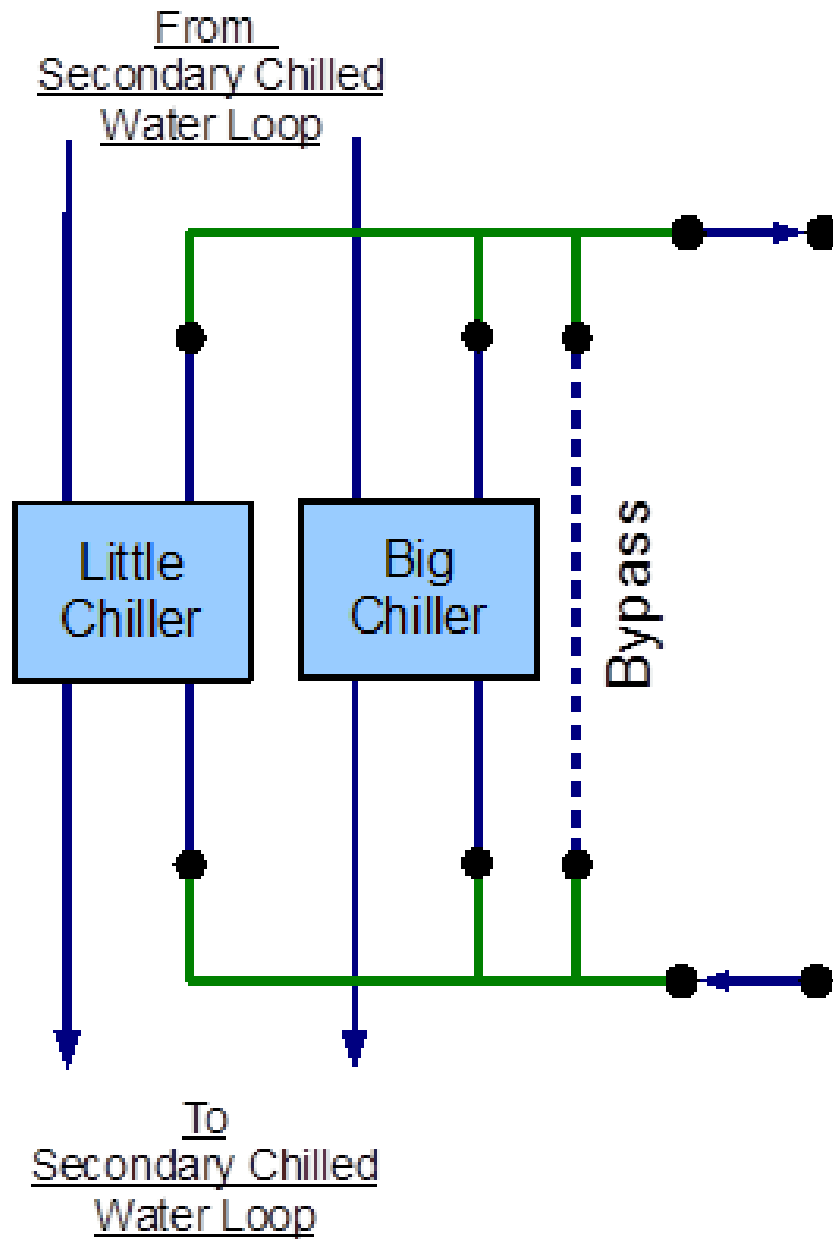 From
Secondary Chilled
Water Loop
Little
Chiller
Big
Chiller
Bypass
To
Secondary Chilled
Water Loop